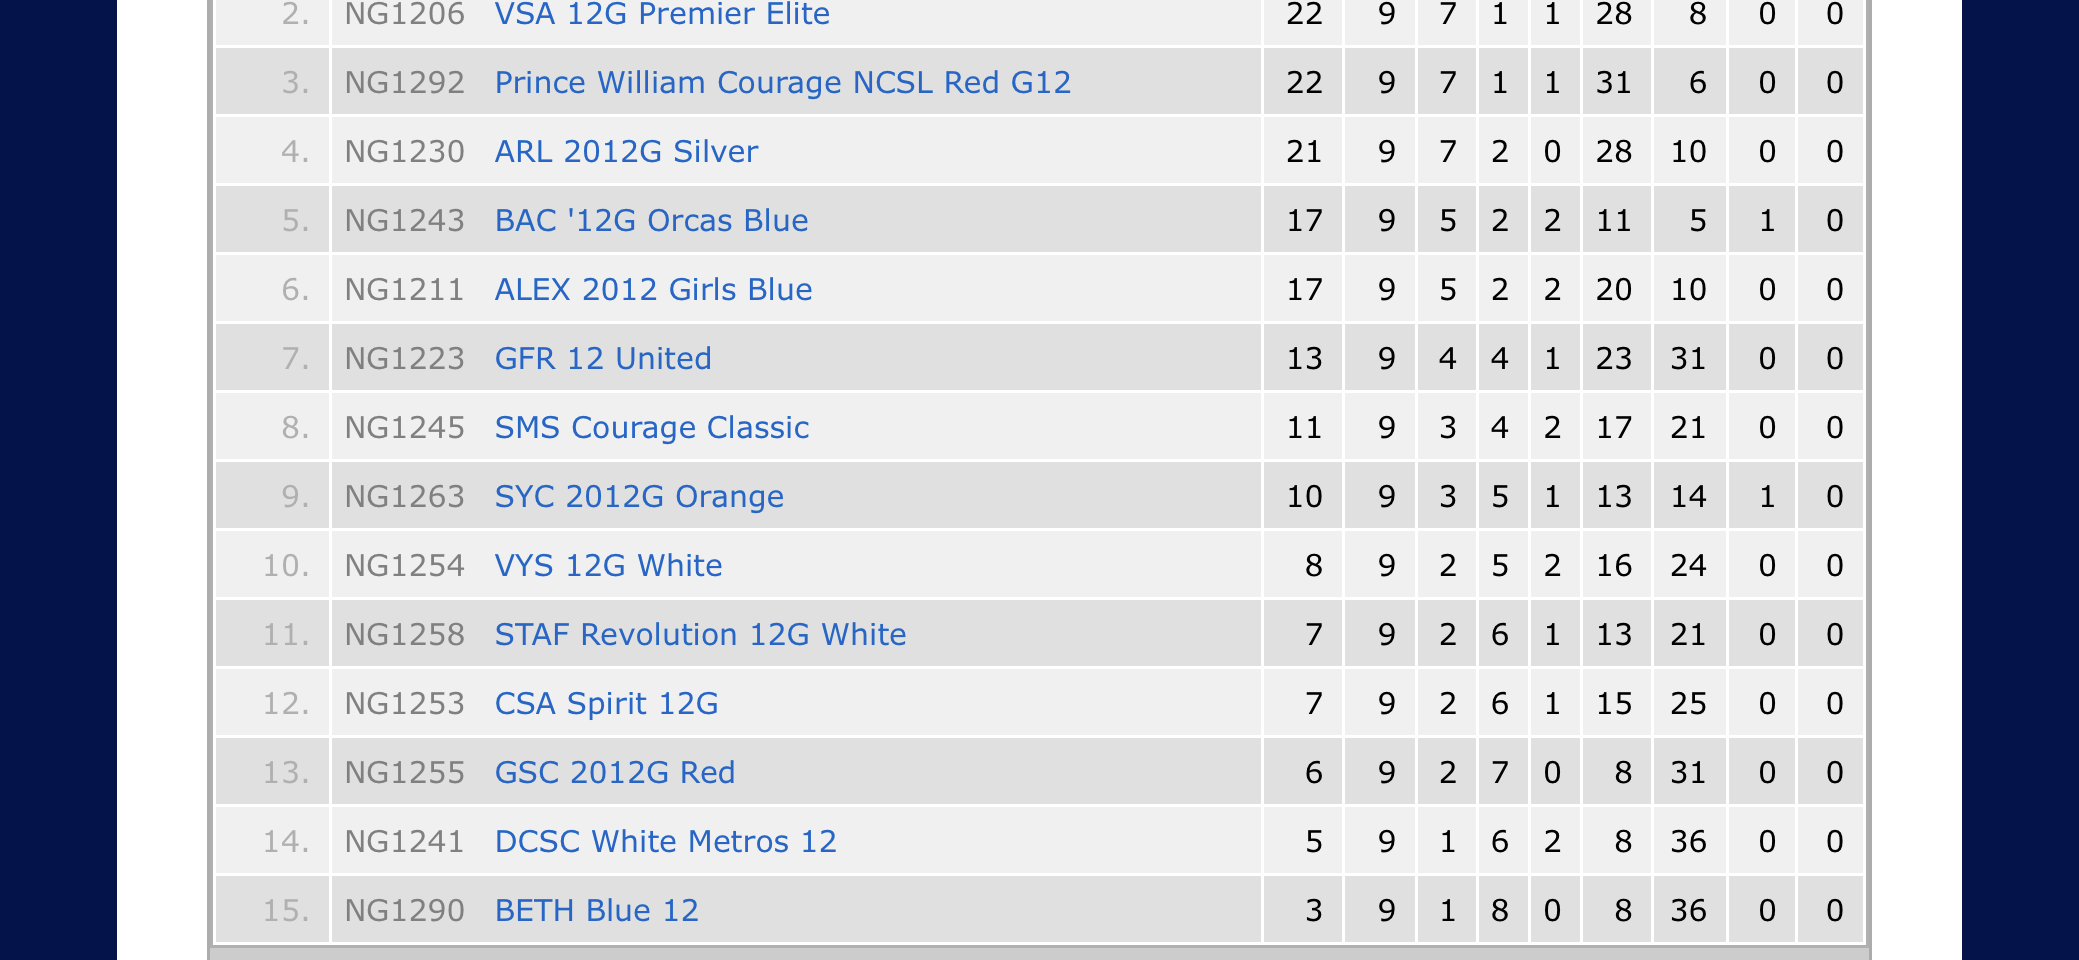 2. NG1206 VSA 12G Premier Elite 22 9 7 1 1 28 8 0 0
3. NG1292 Prince William Courage NCSL Red G12 22 9 7 1 1 31 6 0 0
4. NG1230 ARL 2012G Silver 21 9 7 2 0 28 10 0 0
5. NG1243 BAC '12G Orcas Blue 17 9 5 2 2 11 5 1 0
6. NG1211 ALEX 2012 Girls Blue 17 9 5 2 2 20 10 0 0
7. NG1223 GFR 12 United 13 9 4 4 1 23 31 0 0
8. NG1245 SMS Courage Classic 11 9 3 4 2 17 21 0 0
9. NG1263 SYC 2012G Orange 10 9 3 5 1 13 14 1 0
10. NG1254 VYS 12G White 8 9 2 5 2 16 24 0 0
11. NG1258 STAF Revolution 12G White 7 9 2 6 1 13 21 0 0
12. NG1253 CSA Spirit 12G 7 9 2 6 1 15 25 0 0
13. NG1255 GSC 2012G Red 6 9 2 7 0 8 31 0 0
14. NG1241 DCSC White Metros 12 5 9 1 6 2 8 36 0 0
15. NG1290 BETH Blue 12 3 9 1 8 0 8 36 0 0